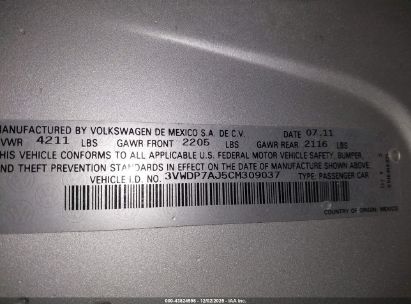 MANUFACTURED BY VOLKSWAGEN DE MEXICO S.A. DE C.V. DATE 07.11
VWR 4211 LBS GAWR FRONT 2205 LBS GAWR REAR 2116 LBS
THIS VEHICLE CONFORMS TO ALL APPLICABLE U.S. FEDERAL MOTOR VEHICLE SAFETY, BUMPER,
AND THEFT PREVENTION STANDARDS IN EFFECT ON THE DATE OF MANUFACTURE SHOWN ABOVE.
VEHICLE I.D. NO. 3VWDP7AJ5CM309037 TYPE: PASSENGER CAR
COUNTRY OF ORIGIN: MEXICO